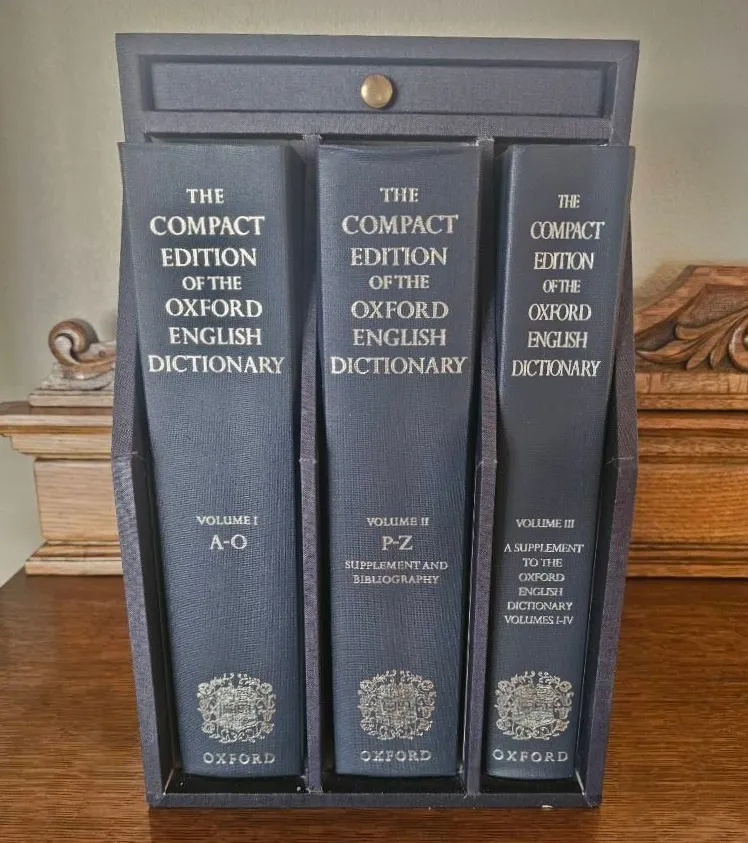 THE
COMPACT
EDITION
OF THE
OXFORD
ENGLISH
DICTIONARY
VOLUME I
A-O
OXFORD
THE
COMPACT
EDITION
OF THE
OXFORD
ENGLISH
DICTIONARY
VOLUME II
P-Z
SUPPLEMENT AND
BIBLIOGRAPHY
OXFORD
THE
COMPACT
EDITION
OF THE
OXFORD
ENGLISH
DICTIONARY
VOLUME III
A SUPPLEMENT
TO THE
OXFORD
ENGLISH
DICTIONARY
VOLUMES I-IV
OXFORD